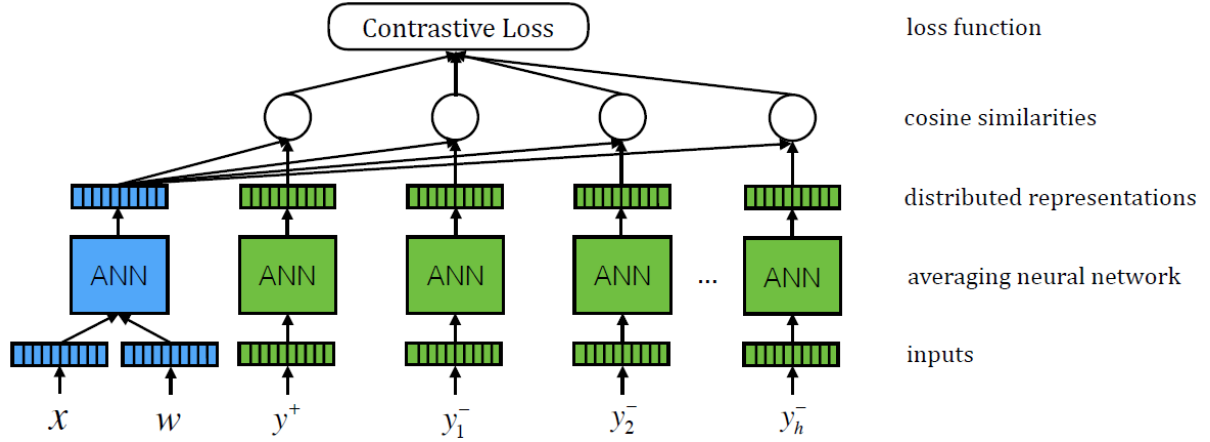 Contrastive Loss loss function
cosine similarities
distributed representations
ANN ANN ANN ANN ... ANN averaging neural network
inputs
x w y⁺ y₁⁻ y₂⁻ yₕ⁻